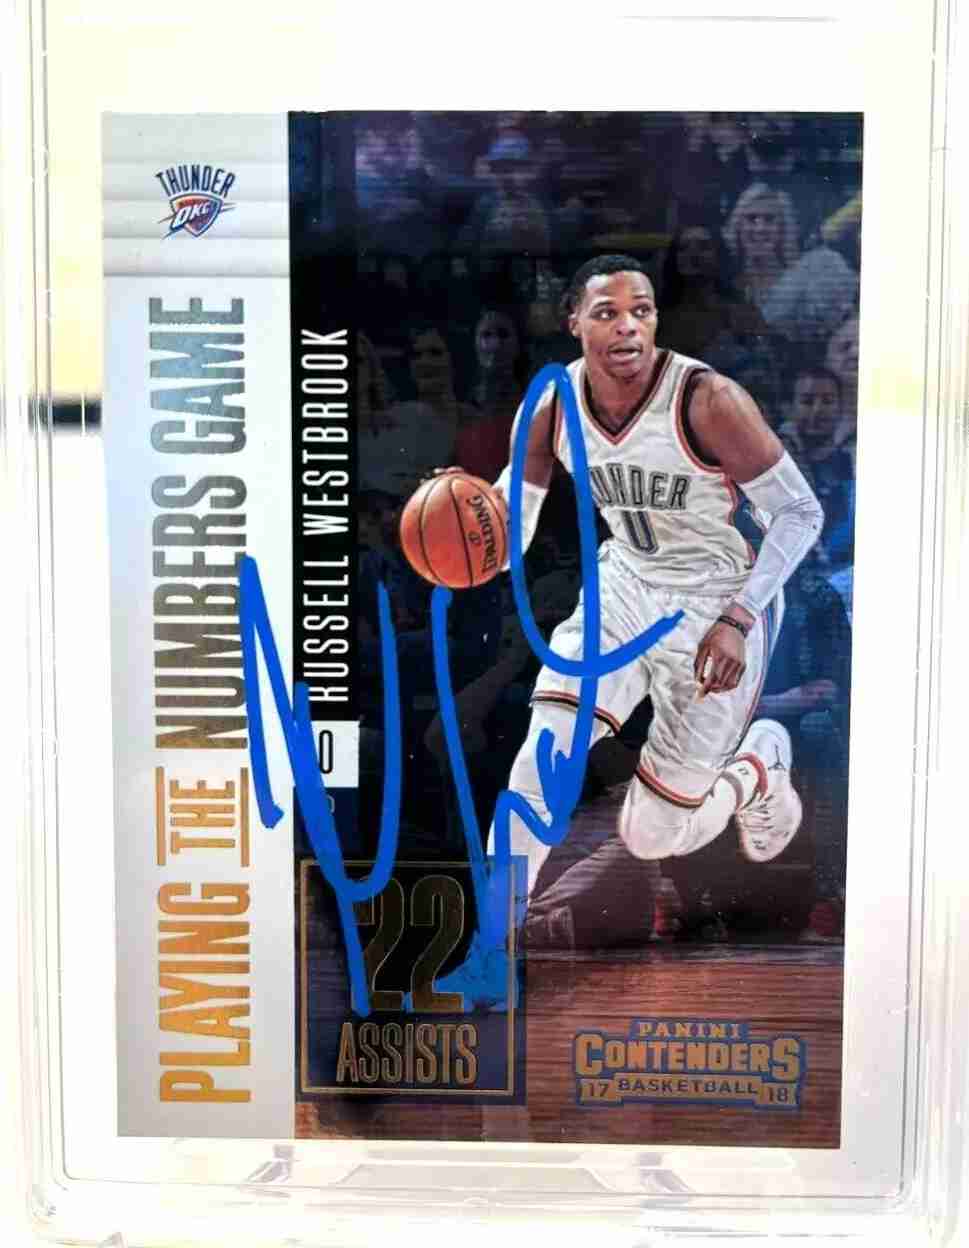 THUNDER
OKC
PLAYING THE NUMBERS GAME
RUSSELL WESTBROOK
0
SPALDING
THUNDER
0
22
ASSISTS
PANINI
CONTENDERS
17 BASKETBALL 18